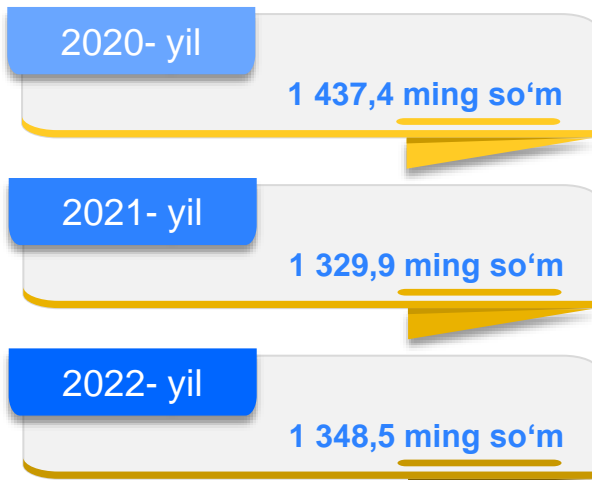 2020- yil
1 437,4 ming so‘m
2021- yil
1 329,9 ming so‘m
2022- yil
1 348,5 ming so‘m